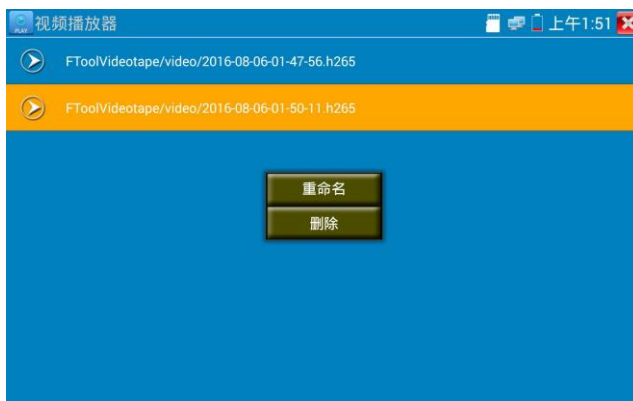 PLAY 视频播放器 上午1:51
FToolVideotape/video/2016-08-06-01-47-56.h265
FToolVideotape/video/2016-08-06-01-50-11.h265
重命名
删除